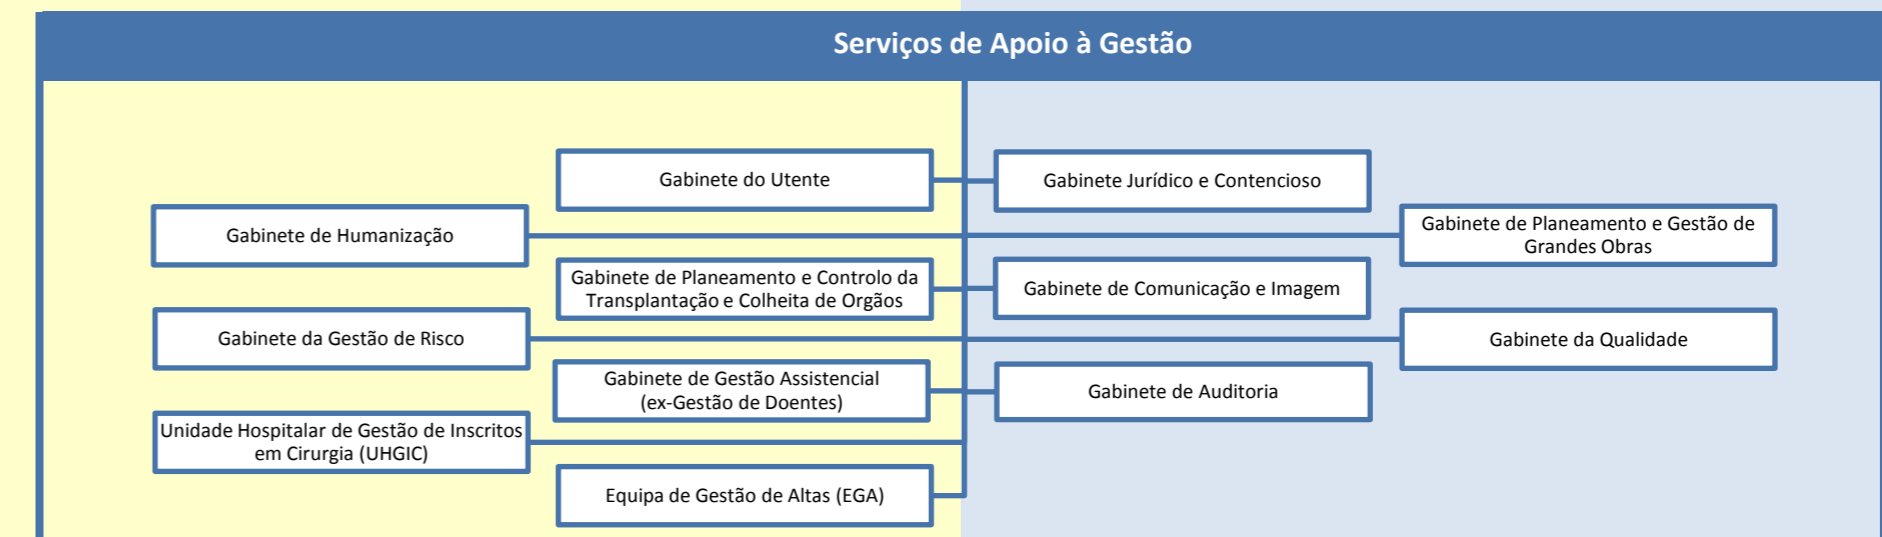 Serviços de Apoio à Gestão
Gabinete do Utente
Gabinete Jurídico e Contencioso
Gabinete de Humanização
Gabinete de Planeamento e Gestão de
Grandes Obras
Gabinete de Planeamento e Controlo da
Transplantação e Colheita de Orgãos
Gabinete de Comunicação e Imagem
Gabinete da Gestão de Risco
Gabinete da Qualidade
Gabinete de Gestão Assistencial
(ex-Gestão de Doentes)
Gabinete de Auditoria
Unidade Hospitalar de Gestão de Inscritos
em Cirurgia (UHGIC)
Equipa de Gestão de Altas (EGA)